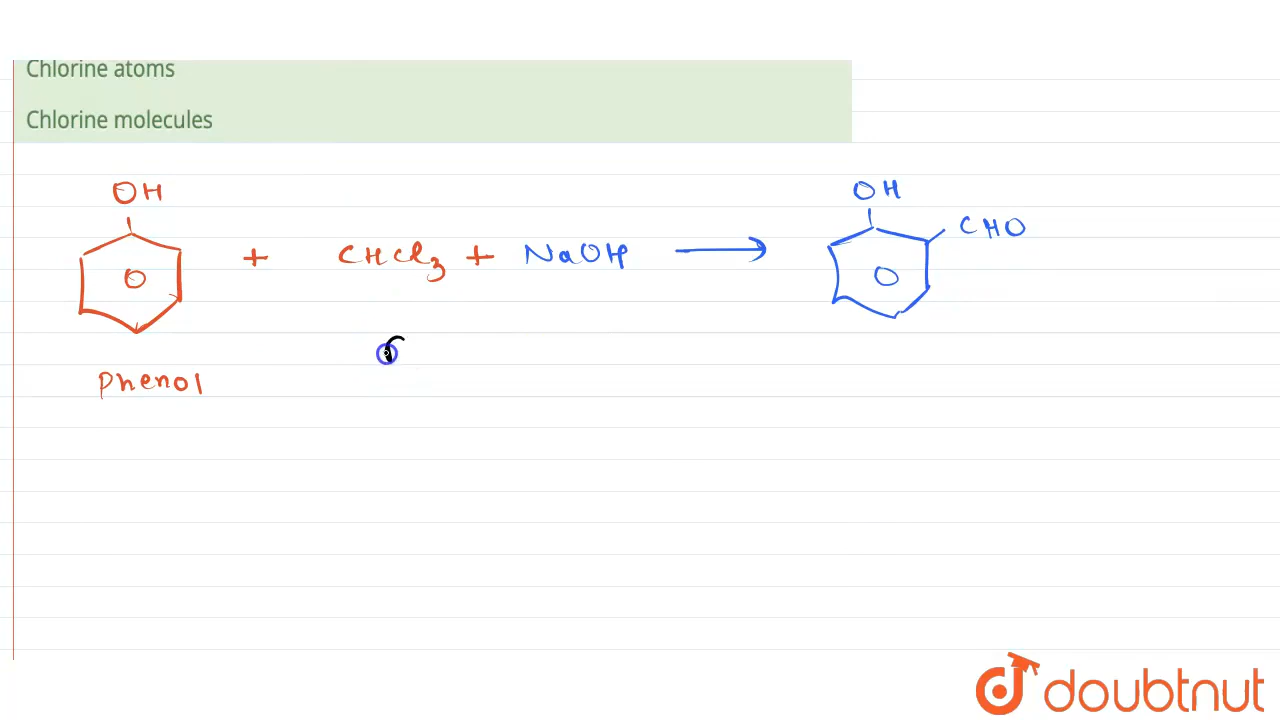 Chlorine atoms
Chlorine molecules
OH
OH
CHO
+ CHCl3 + NaOH ⟶
Phenol
doubtnut